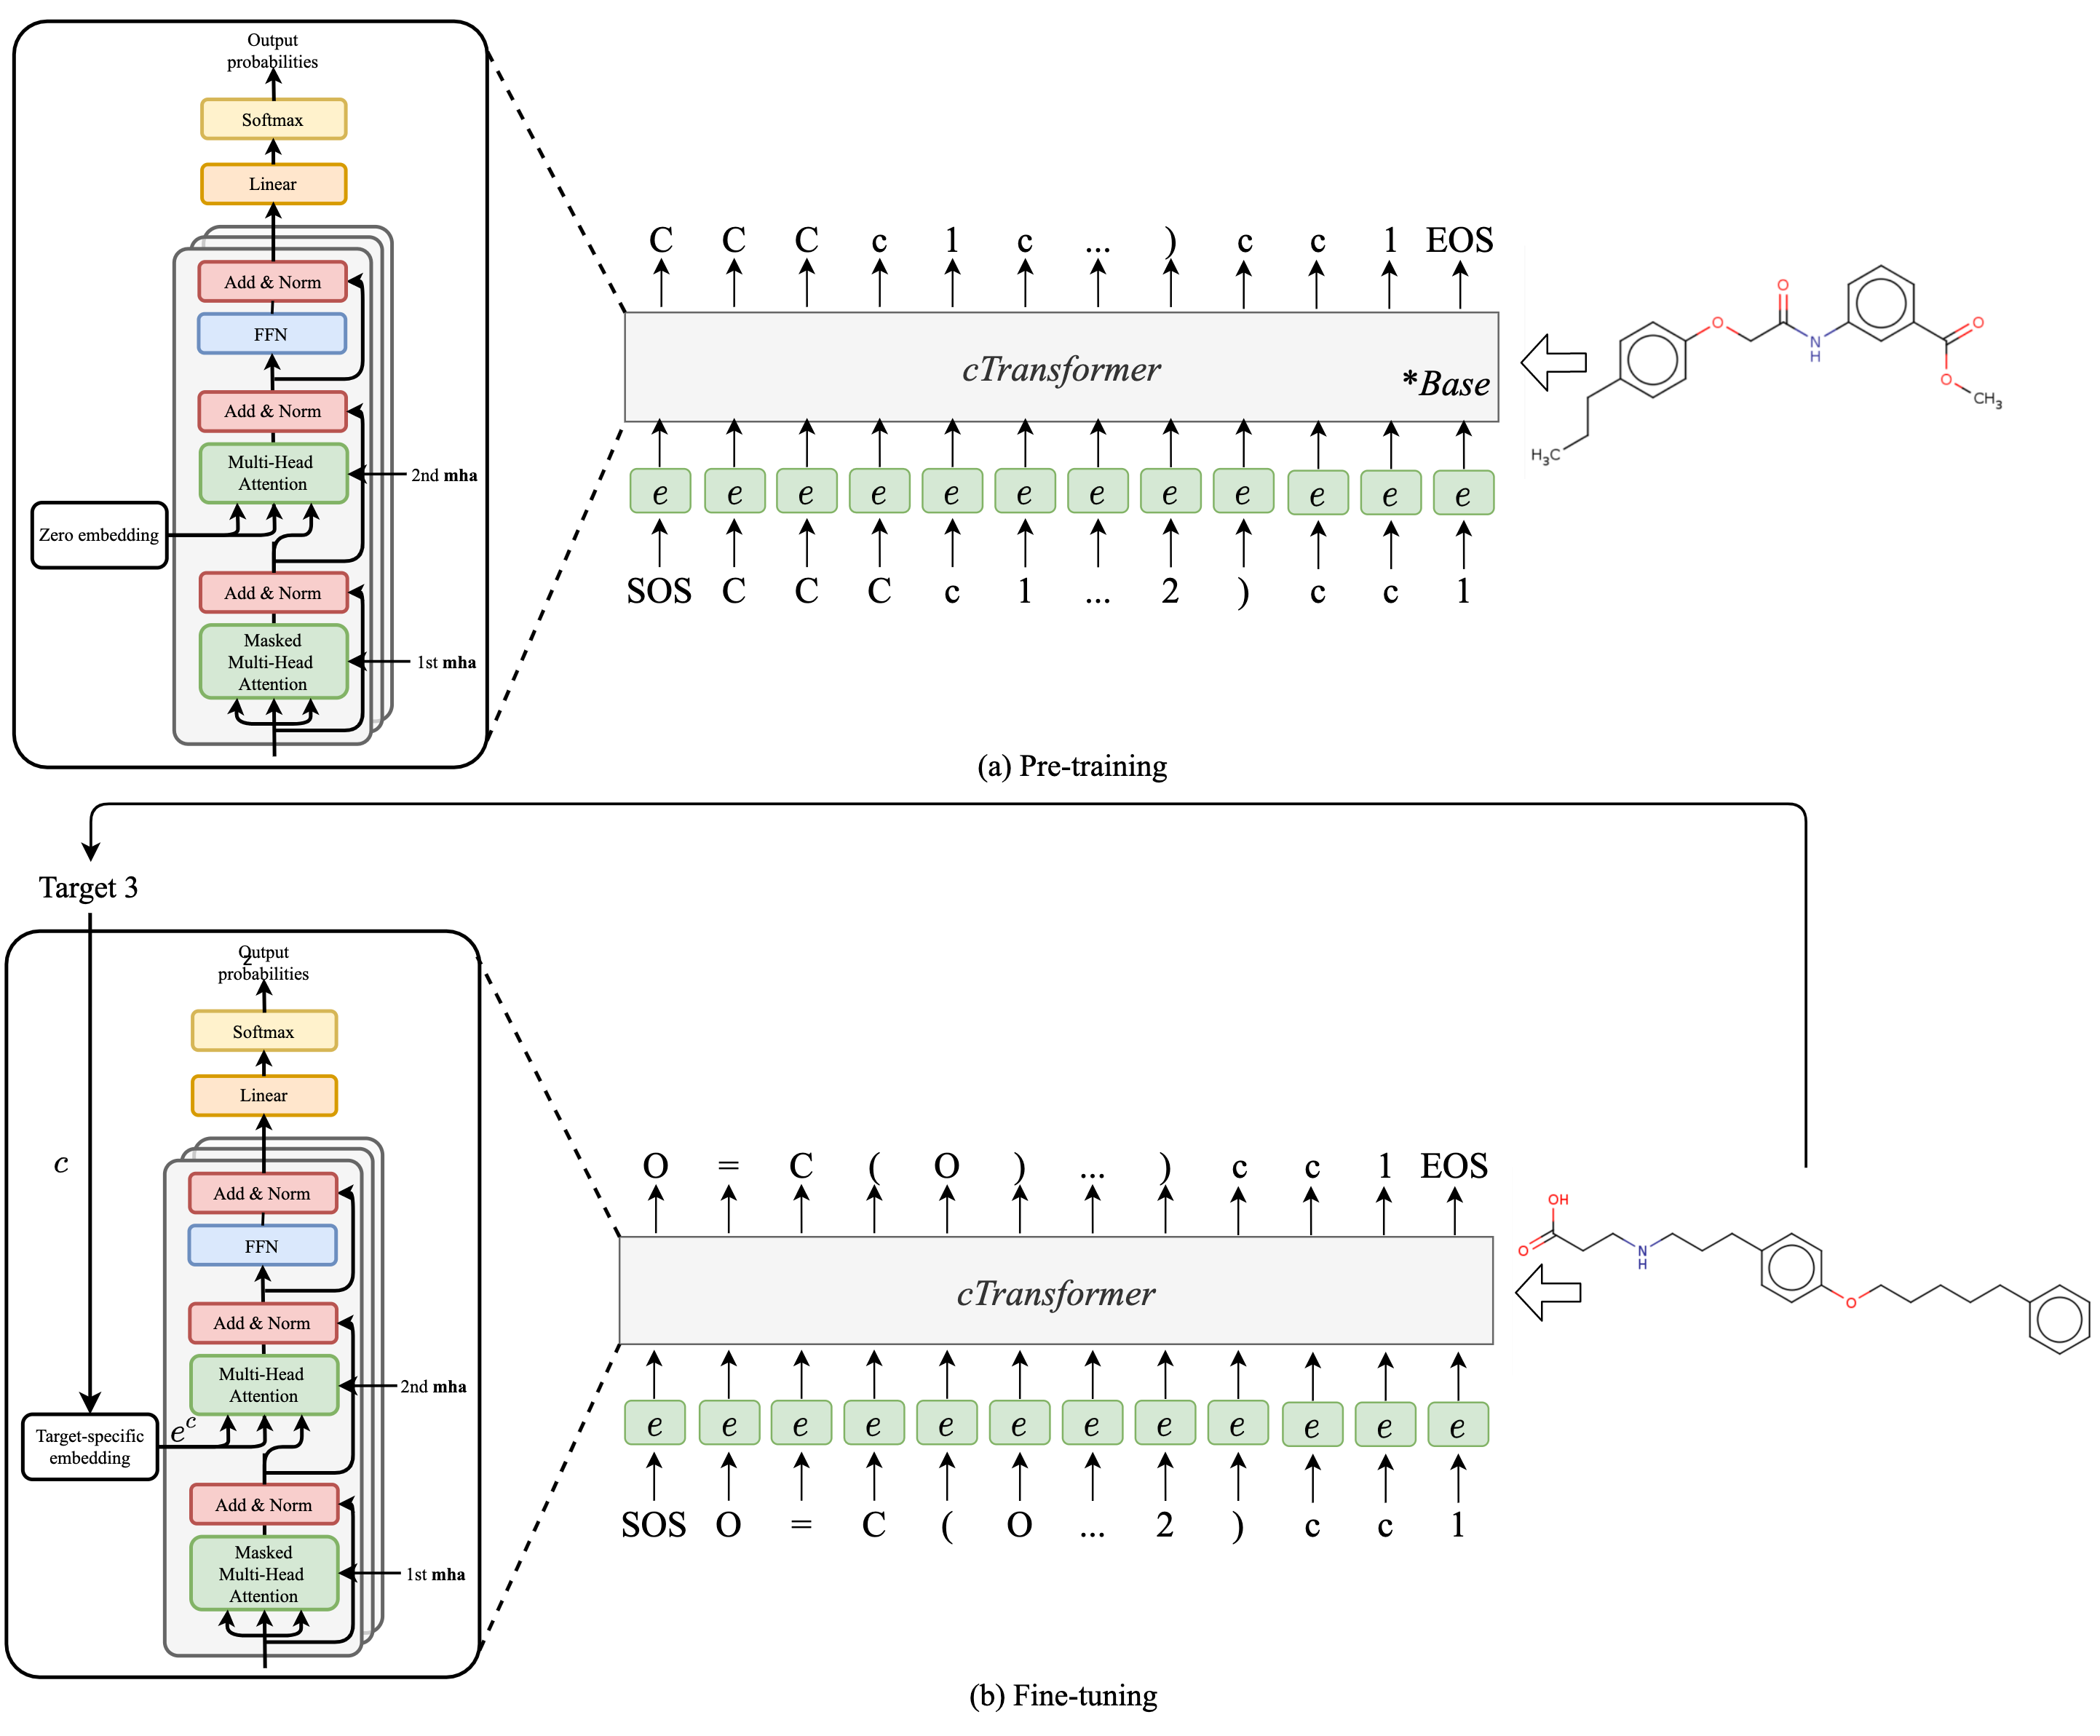 Output
probabilities
Softmax
Linear
Add & Norm
FFN
Add & Norm
Multi-Head
Attention
2nd mha
Zero embedding
Add & Norm
Masked
Multi-Head
Attention
1st mha
C C C c 1 c ... ) c c 1 EOS
cTransformer
*Base
e e e e e e e e e e e e
SOS C C C c 1 ... 2 ) c c 1
O
O
N
H
O
O
CH3
H3C
(a) Pre-training
Target 3
c
Output
2
probabilities
Softmax
Linear
Add & Norm
FFN
Add & Norm
Multi-Head
Attention
2nd mha
Target-specific
embedding
e^c
Add & Norm
Masked
Multi-Head
Attention
1st mha
O = C ( O ) ... ) c c 1 EOS
cTransformer
e e e e e e e e e e e e
SOS O = C ( O ... 2 ) c c 1
OH
O
N
H
O
(b) Fine-tuning